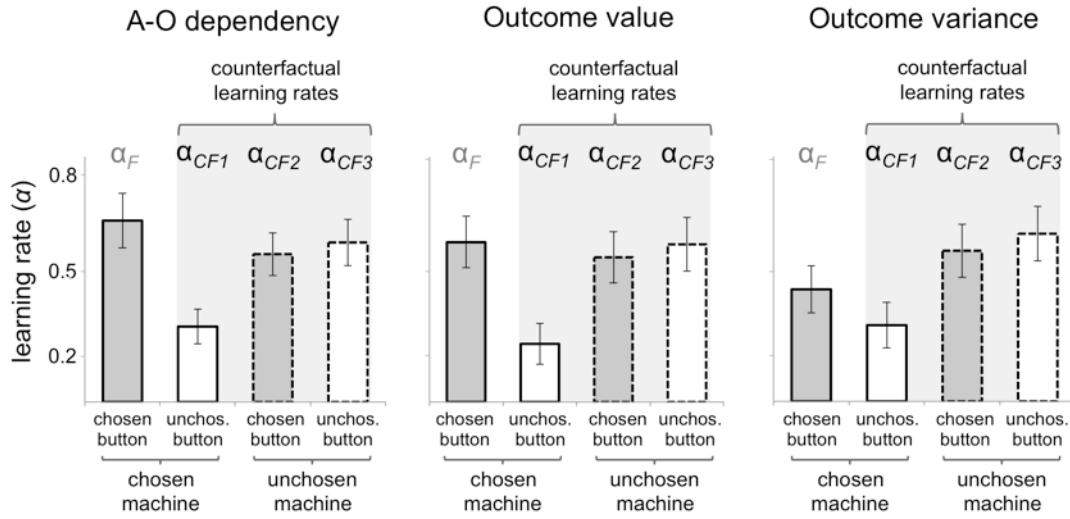 A-O dependency
counterfactual
learning rates
αF
αCF1
αCF2
αCF3
learning rate (α)
0.8
0.5
0.2
chosen
button
unchos.
button
chosen
button
unchos.
button
chosen
machine
unchosen
machine
Outcome value
counterfactual
learning rates
αF
αCF1
αCF2
αCF3
chosen
button
unchos.
button
chosen
button
unchos.
button
chosen
machine
unchosen
machine
Outcome variance
counterfactual
learning rates
αF
αCF1
αCF2
αCF3
chosen
button
unchos.
button
chosen
button
unchos.
button
chosen
machine
unchosen
machine